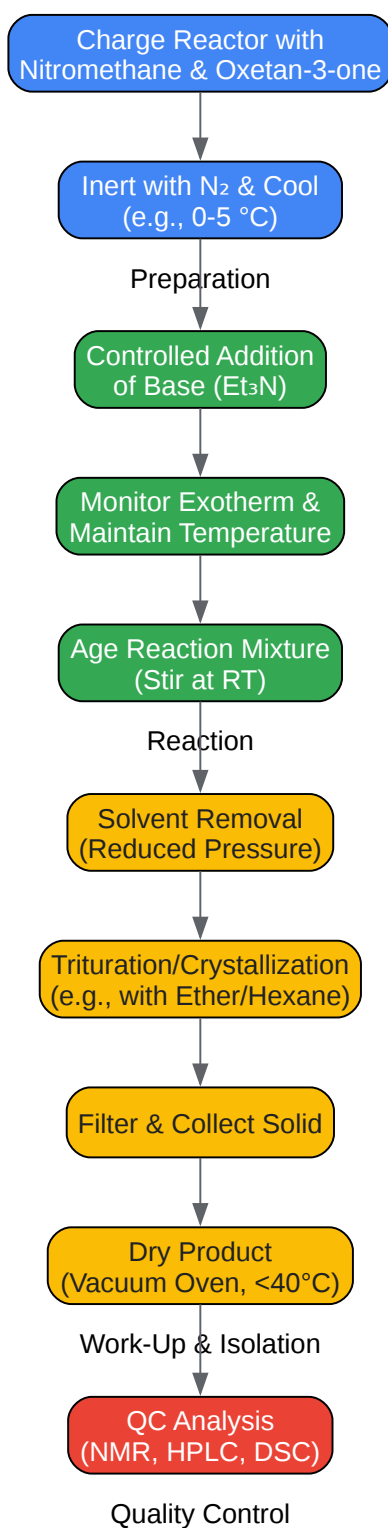 Charge Reactor with
Nitromethane & Oxetan-3-one
Inert with N₂ & Cool
(e.g., 0-5 °C)
Preparation
Controlled Addition
of Base (Et₃N)
Monitor Exotherm &
Maintain Temperature
Age Reaction Mixture
(Stir at RT)
Reaction
Solvent Removal
(Reduced Pressure)
Trituration/Crystallization
(e.g., with Ether/Hexane)
Filter & Collect Solid
Dry Product
(Vacuum Oven, <40°C)
Work-Up & Isolation
QC Analysis
(NMR, HPLC, DSC)
Quality Control